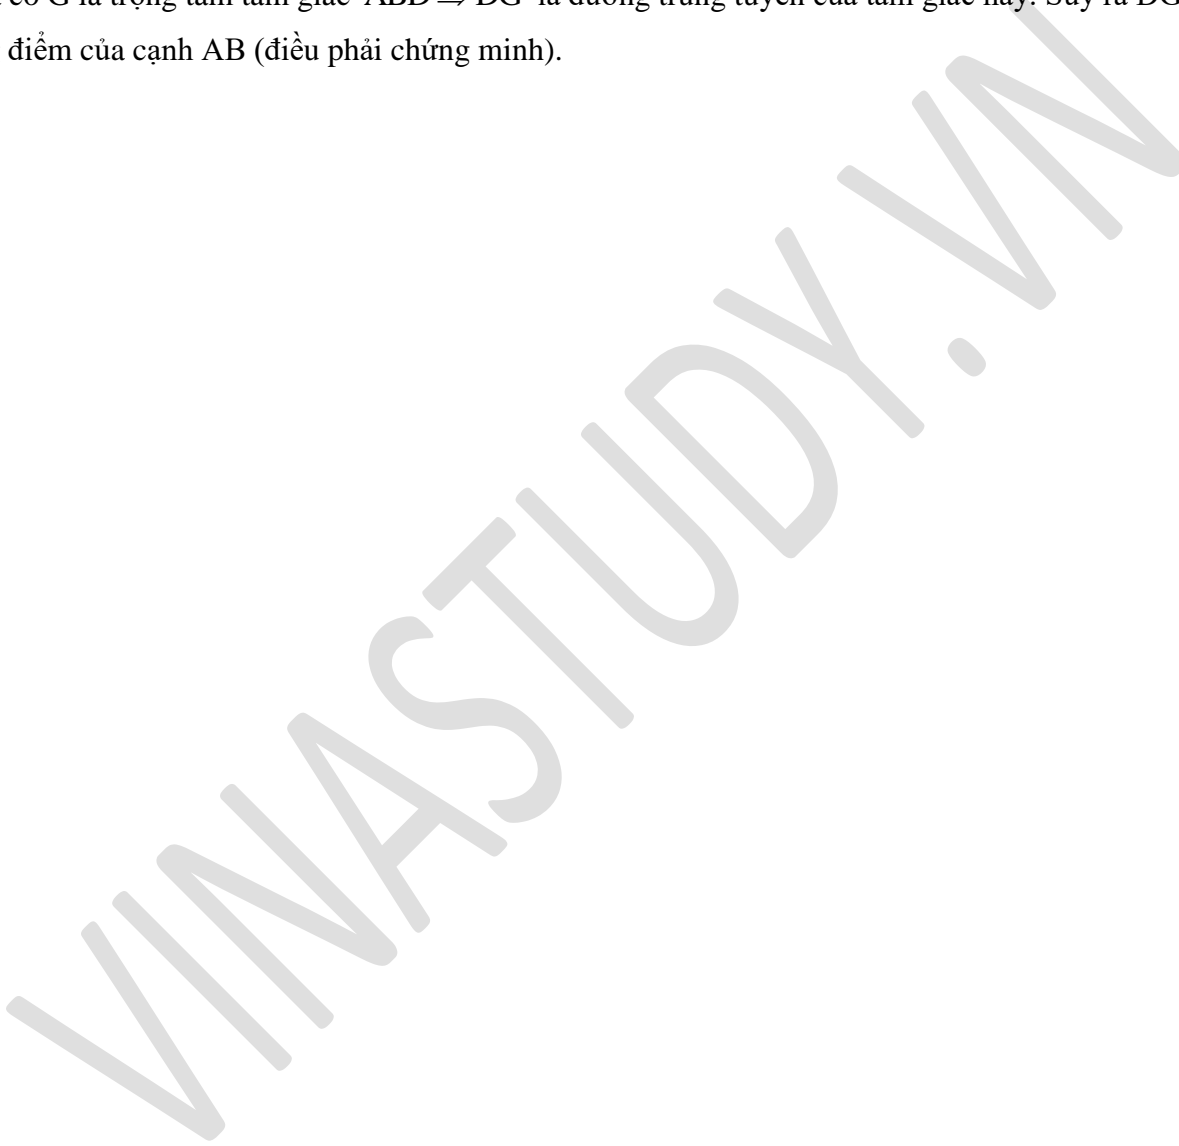 có G là trọng tâm tam giác ABD ⇒ DG là đường trung tuyến của tam giác này. Suy ra DG
điểm của cạnh AB (điều phải chứng minh).
VINASTUDY.VN